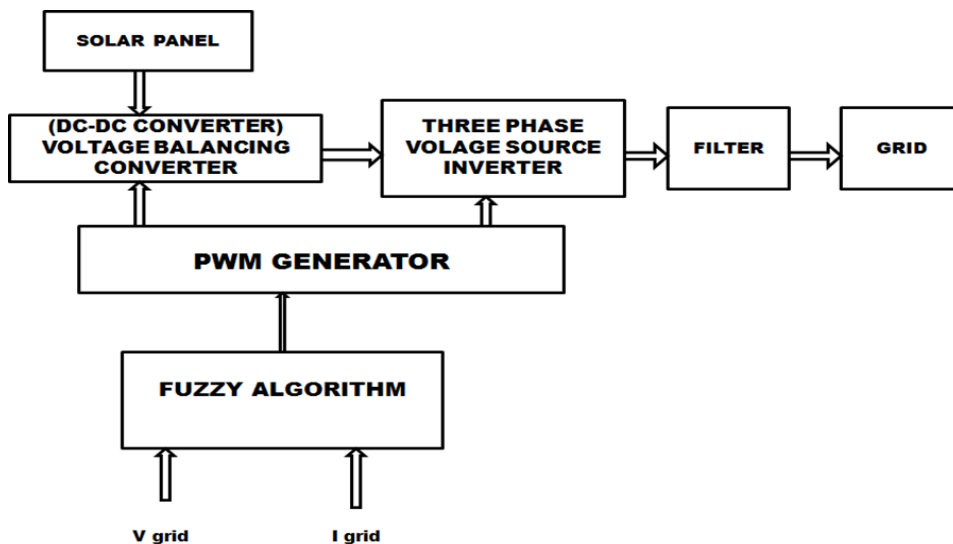 SOLAR PANEL
(DC-DC CONVERTER)
VOLTAGE BALANCING
CONVERTER
THREE PHASE
VOLAGE SOURCE
INVERTER
FILTER
GRID
PWM GENERATOR
FUZZY ALGORITHM
V grid
I grid